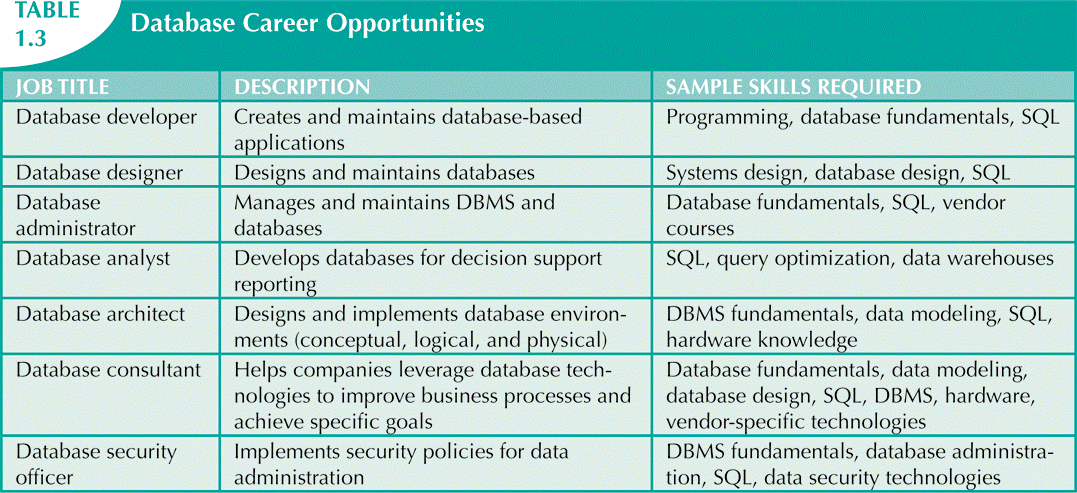 TABLE
1.3
Database Career Opportunities
JOB TITLE
DESCRIPTION
SAMPLE SKILLS REQUIRED
Database developer
Creates and maintains database-based
applications
Programming, database fundamentals, SQL
Database designer
Designs and maintains databases
Systems design, database design, SQL
Database
administrator
Manages and maintains DBMS and
databases
Database fundamentals, SQL, vendor
courses
Database analyst
Develops databases for decision support
reporting
SQL, query optimization, data warehouses
Database architect
Designs and implements database environ-
ments (conceptual, logical, and physical)
DBMS fundamentals, data modeling, SQL,
hardware knowledge
Database consultant
Helps companies leverage database tech-
nologies to improve business processes and
achieve specific goals
Database fundamentals, data modeling,
database design, SQL, DBMS, hardware,
vendor-specific technologies
Database security
officer
Implements security policies for data
administration
DBMS fundamentals, database administra-
tion, SQL, data security technologies